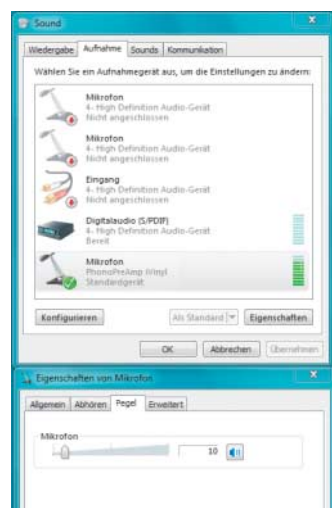 Sound
Wiedergabe Aufnahme Sounds Kommunikation
Wählen Sie ein Aufnahmegerät aus, um die Einstellungen zu ändern:
Mikrofon
4- High Definition Audio-Gerät
Nicht angeschlossen
Mikrofon
4- High Definition Audio-Gerät
Nicht angeschlossen
Eingang
4- High Definition Audio-Gerät
Nicht angeschlossen
Digitalaudio (S/PDIF)
4- High Definition Audio-Gerät
Bereit
Mikrofon
PhonoPreAmp iVinyl
Standardgerät
Konfigurieren Als Standard Eigenschaften
OK Abbrechen Übernehmen
Eigenschaften von Mikrofon
Allgemein Abhören Pegel Erweitert
Mikrofon
10